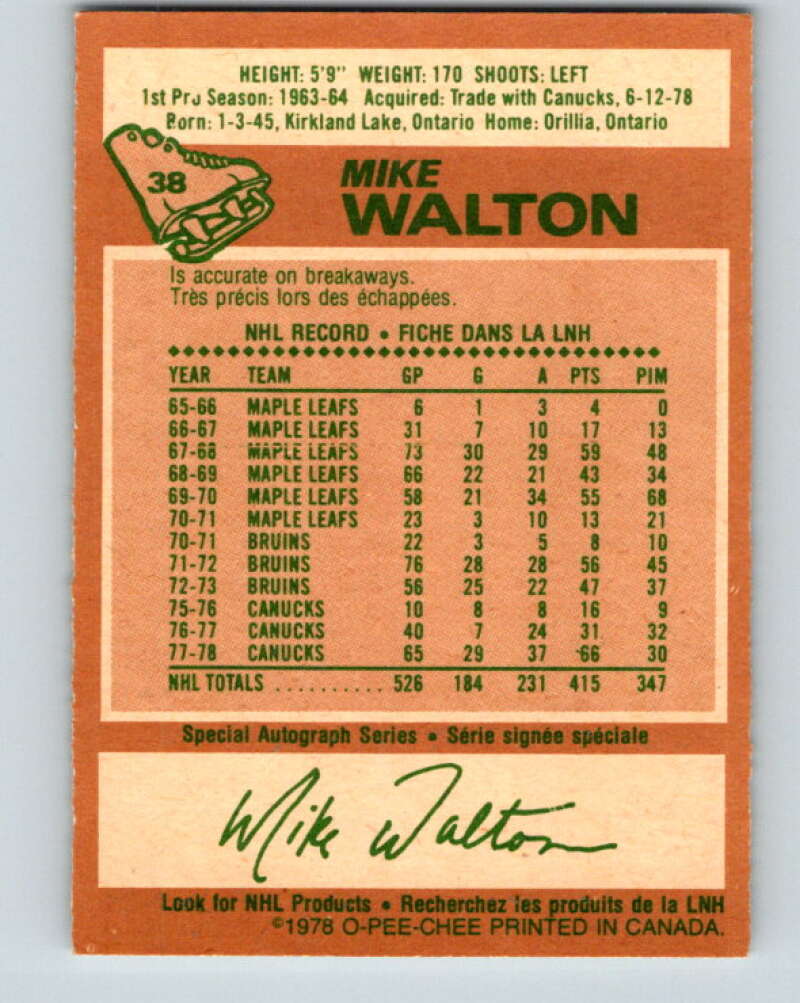 HEIGHT: 5'9" WEIGHT: 170 SHOOTS: LEFT
1st Pro Season: 1963-64 Acquired: Trade with Canucks, 6-12-78
Born: 1-3-45, Kirkland Lake, Ontario Home: Orillia, Ontario
38
MIKE
WALTON
Is accurate on breakaways.
Très précis lors des échappées.
NHL RECORD • FICHE DANS LA LNH
YEAR TEAM GP G A PTS PIM
65-66 MAPLE LEAFS 6 1 3 4 0
66-67 MAPLE LEAFS 31 7 10 17 13
67-68 MAPLE LEAFS 73 30 29 59 48
68-69 MAPLE LEAFS 66 22 21 43 34
69-70 MAPLE LEAFS 58 21 34 55 68
70-71 MAPLE LEAFS 23 3 10 13 21
70-71 BRUINS 22 3 5 8 10
71-72 BRUINS 76 28 28 56 45
72-73 BRUINS 56 25 22 47 37
75-76 CANUCKS 10 8 8 16 9
76-77 CANUCKS 40 7 24 31 32
77-78 CANUCKS 65 29 37 66 30
NHL TOTALS .......... 526 184 231 415 347
Special Autograph Series • Série signée spéciale
Mike Walton
Look for NHL Products • Recherchez les produits de la LNH
©1978 O-PEE-CHEE PRINTED IN CANADA.